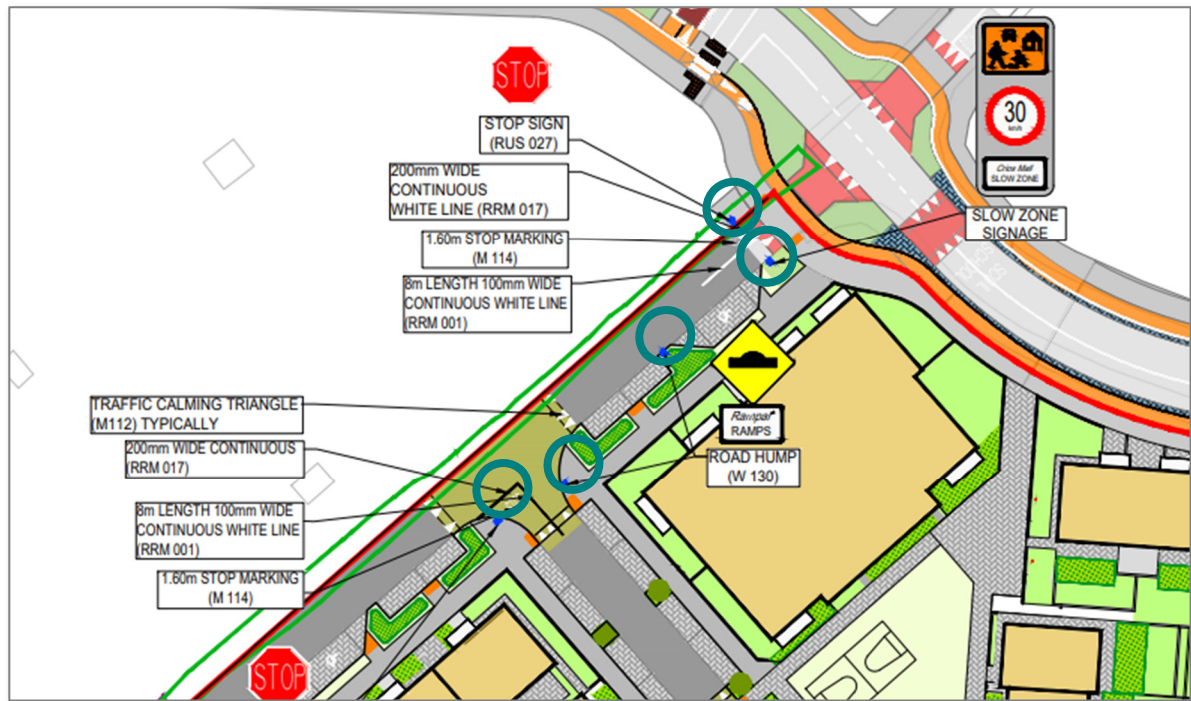 STOP
STOP SIGN
(RUS 027)
200mm WIDE
CONTINUOUS
WHITE LINE (RRM 017)
1.60m STOP MARKING
(M 114)
8m LENGTH 100mm WIDE
CONTINUOUS WHITE LINE
(RRM 001)
30
km/h
SLOW ZONE
SLOW ZONE
SIGNAGE
RAMPS
ROAD HUMP
(W 130)
TRAFFIC CALMING TRIANGLE
(M112) TYPICALLY
200mm WIDE CONTINUOUS
(RRM 017)
8m LENGTH 100mm WIDE
CONTINUOUS WHITE LINE
(RRM 001)
1.60m STOP MARKING
(M 114)
STOP